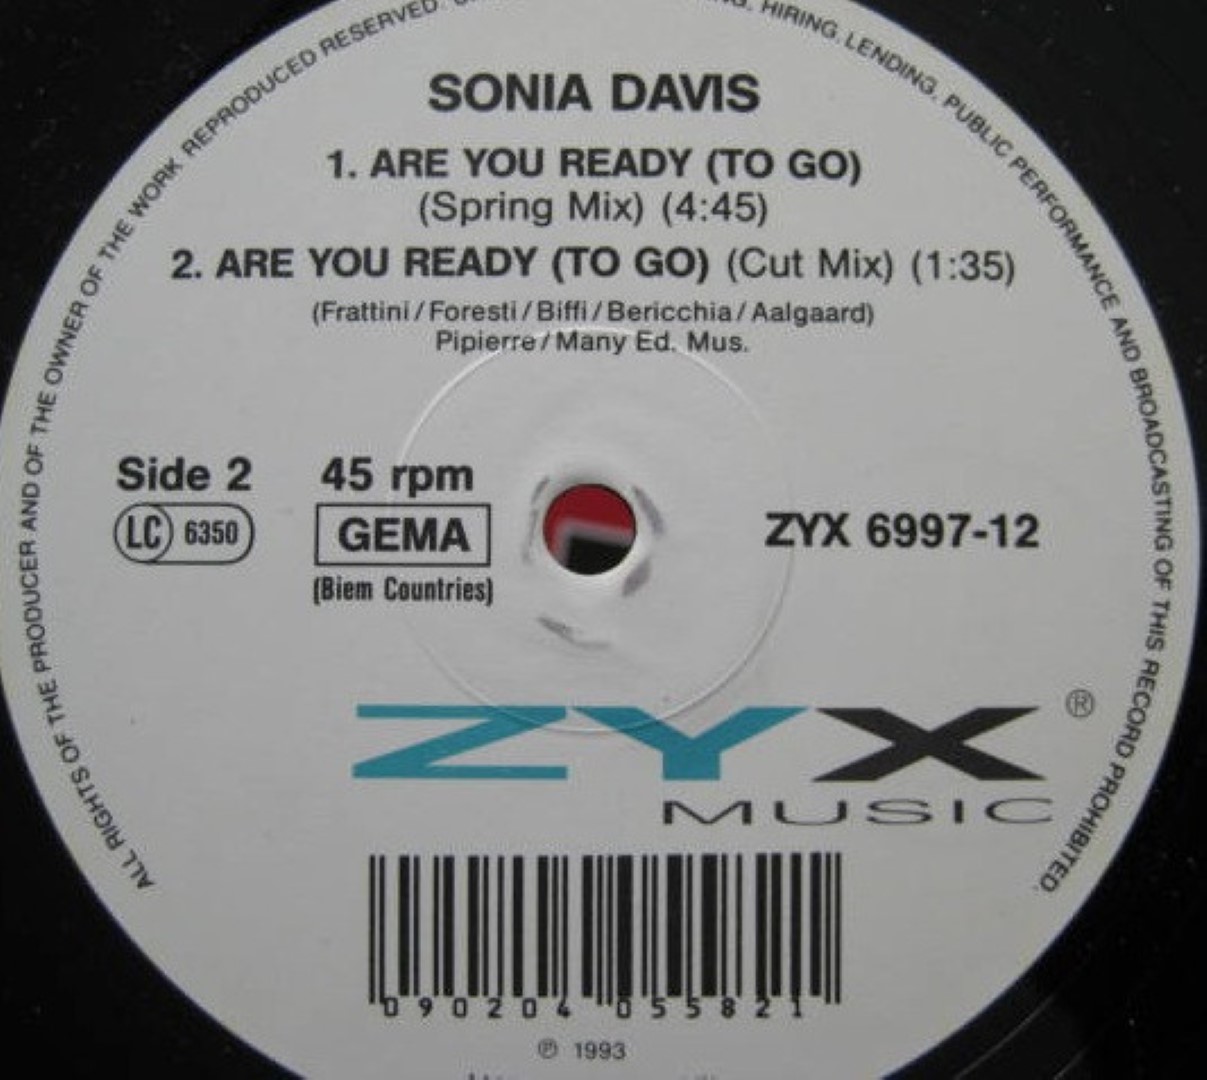 ALL RIGHTS OF THE PRODUCER AND OF THE OWNER OF THE WORK REPRODUCED RESERVED. HIRING, LENDING, PUBLIC PERFORMANCE AND BROADCASTING OF THIS RECORD PROHIBITED.
SONIA DAVIS
1. ARE YOU READY (TO GO)
(Spring Mix) (4:45)
2. ARE YOU READY (TO GO) (Cut Mix) (1:35)
(Frattini/Foresti/Biffi/Bericchia/Aalgaard)
Pipierre/Many Ed. Mus.
Side 2 45 rpm
LC 6350 GEMA ZYX 6997-12
(Biem Countries)
ZYX ®
MUSIC
090204 055821
℗ 1993